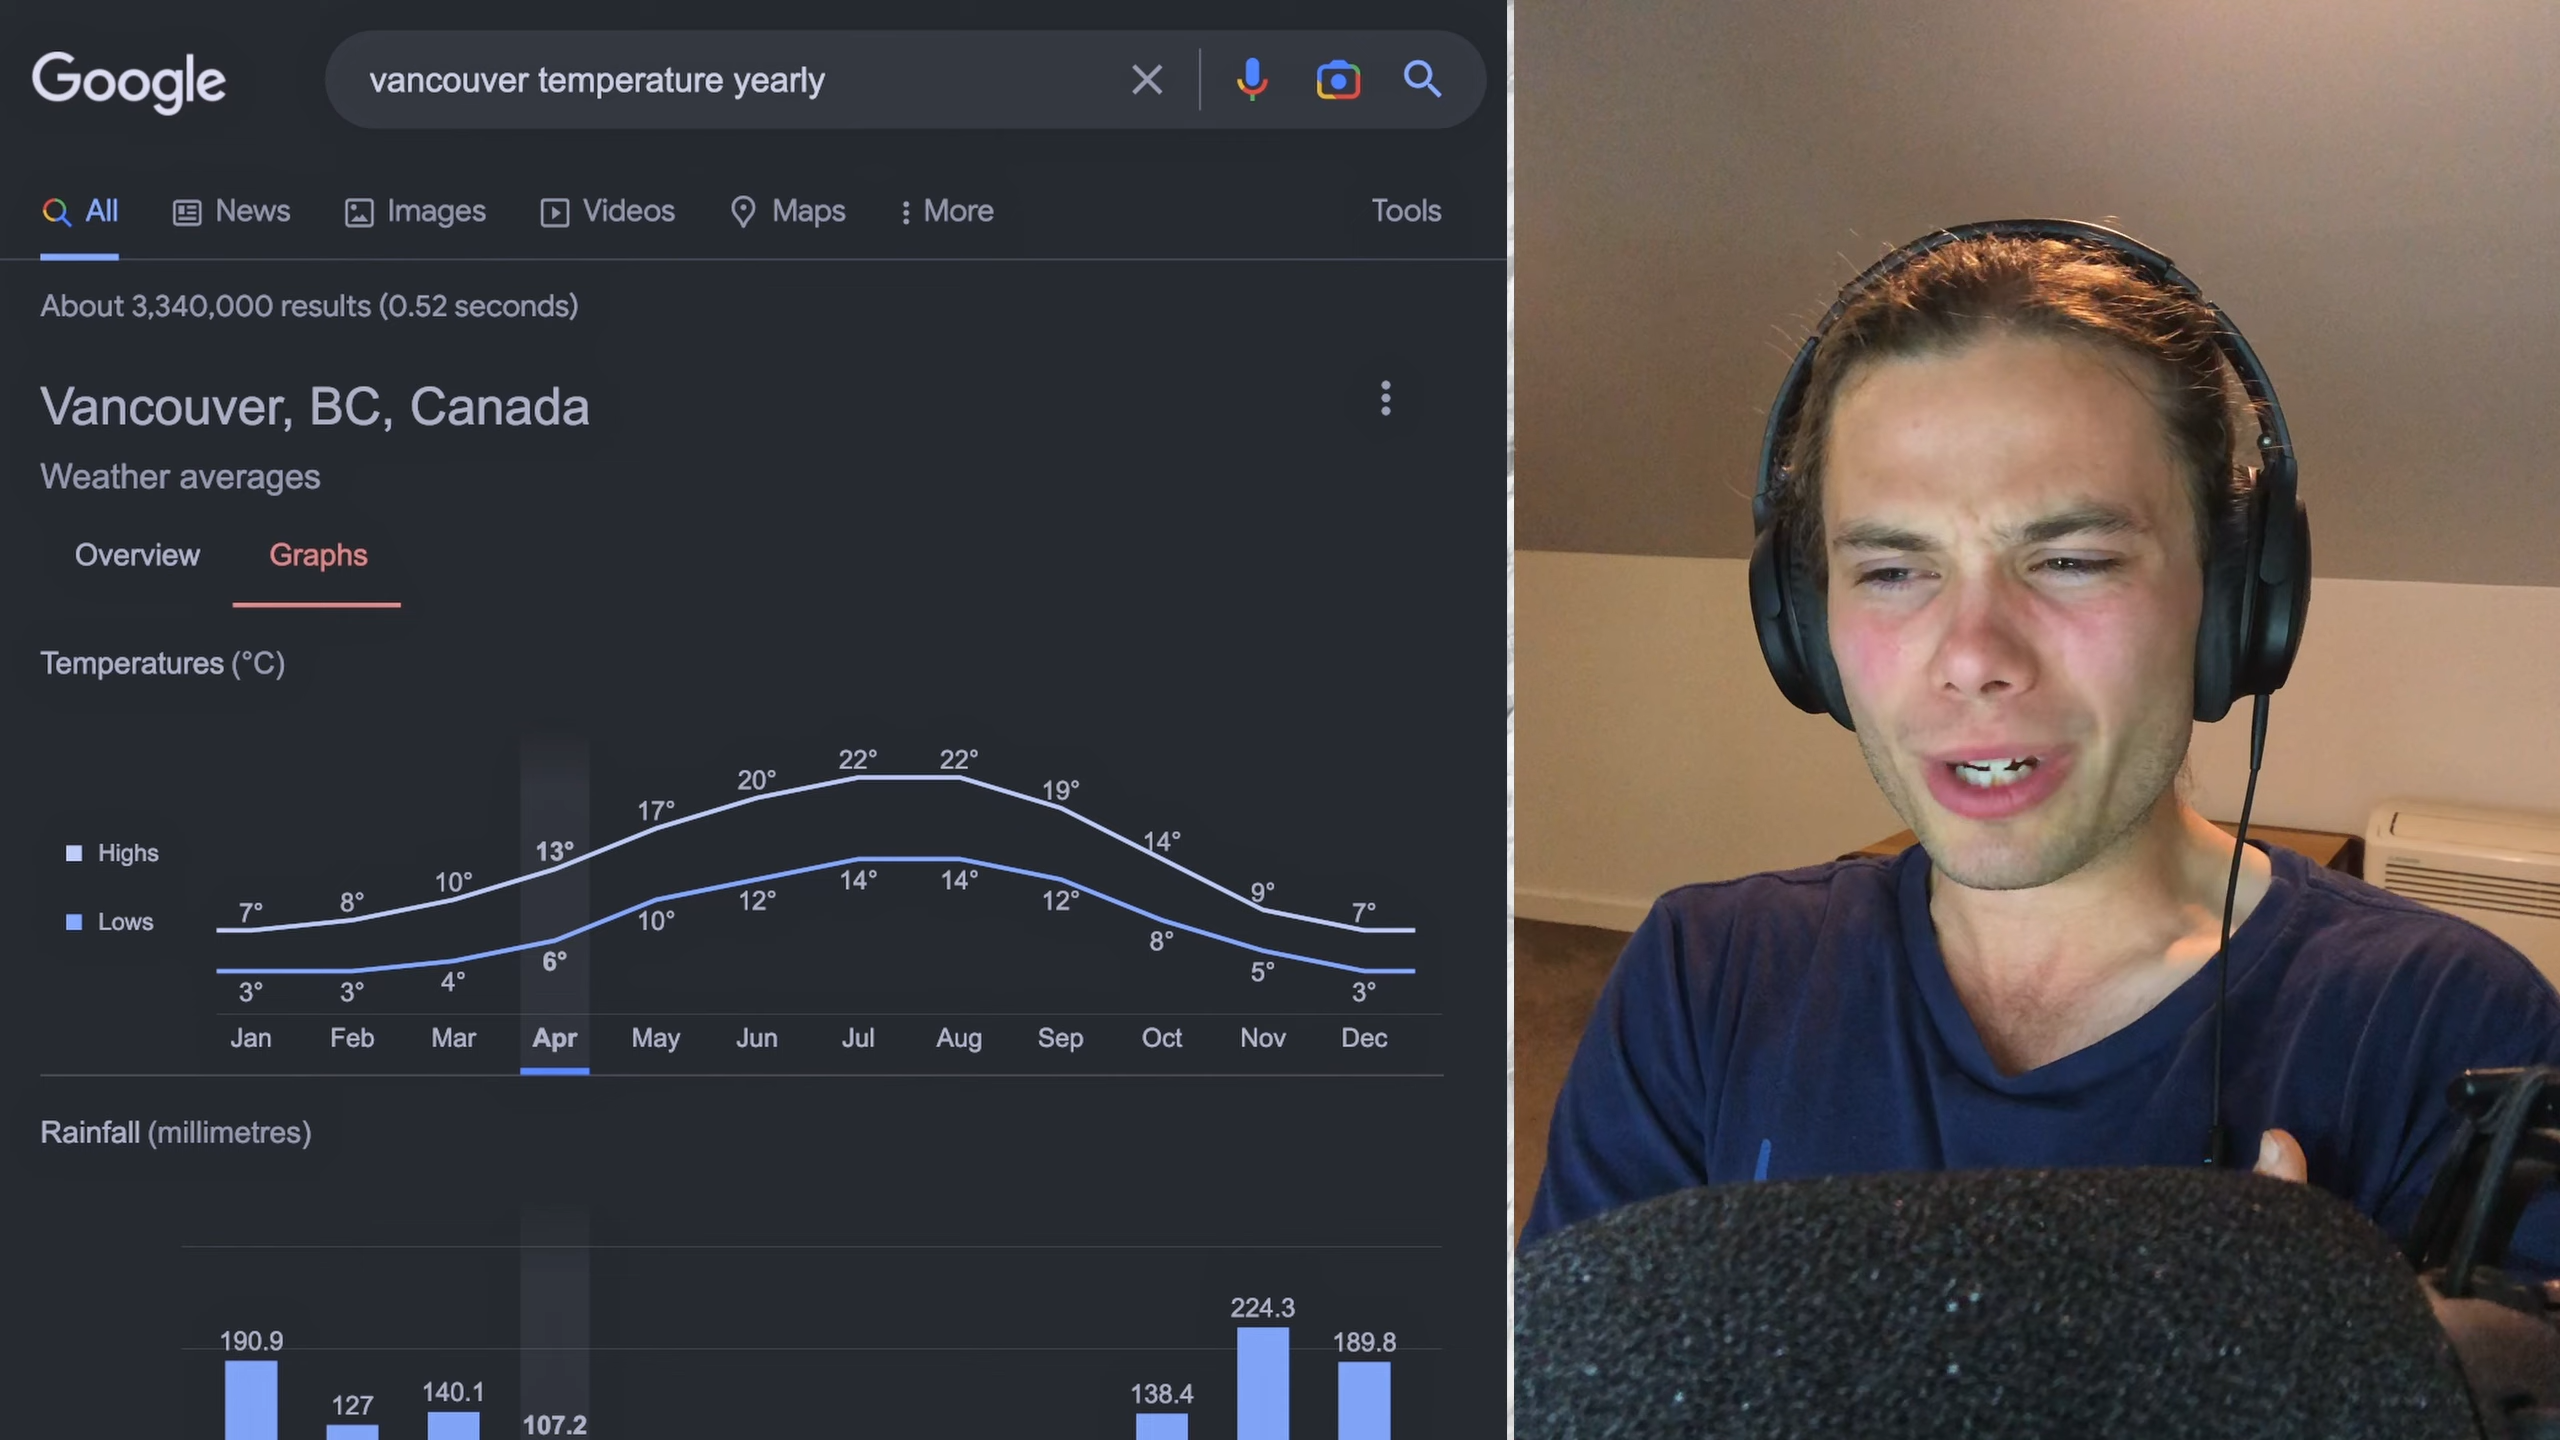 Google
vancouver temperature yearly
All News Images Videos Maps More Tools
About 3,340,000 results (0.52 seconds)
Vancouver, BC, Canada
Weather averages
Overview Graphs
Temperatures (°C)
Highs
Lows
7° 8° 10° 13° 17° 20° 22° 22° 19° 14° 9° 7°
3° 3° 4° 6° 10° 12° 14° 14° 12° 8° 5° 3°
Jan Feb Mar Apr May Jun Jul Aug Sep Oct Nov Dec
Rainfall (millimetres)
190.9 127 140.1 107.2 138.4 224.3 189.8